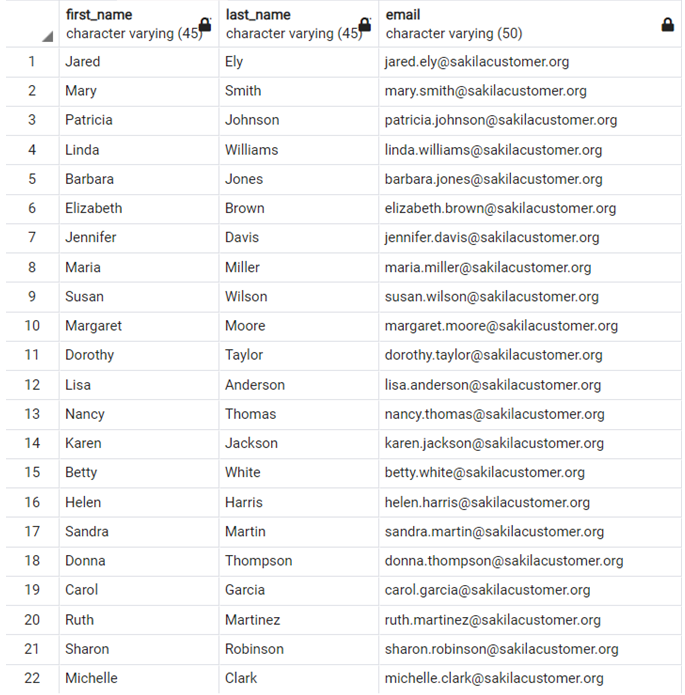 first_name last_name email
character varying (45) character varying (45) character varying (50)
1 Jared Ely jared.ely@sakilacustomer.org
2 Mary Smith mary.smith@sakilacustomer.org
3 Patricia Johnson patricia.johnson@sakilacustomer.org
4 Linda Williams linda.williams@sakilacustomer.org
5 Barbara Jones barbara.jones@sakilacustomer.org
6 Elizabeth Brown elizabeth.brown@sakilacustomer.org
7 Jennifer Davis jennifer.davis@sakilacustomer.org
8 Maria Miller maria.miller@sakilacustomer.org
9 Susan Wilson susan.wilson@sakilacustomer.org
10 Margaret Moore margaret.moore@sakilacustomer.org
11 Dorothy Taylor dorothy.taylor@sakilacustomer.org
12 Lisa Anderson lisa.anderson@sakilacustomer.org
13 Nancy Thomas nancy.thomas@sakilacustomer.org
14 Karen Jackson karen.jackson@sakilacustomer.org
15 Betty White betty.white@sakilacustomer.org
16 Helen Harris helen.harris@sakilacustomer.org
17 Sandra Martin sandra.martin@sakilacustomer.org
18 Donna Thompson donna.thompson@sakilacustomer.org
19 Carol Garcia carol.garcia@sakilacustomer.org
20 Ruth Martinez ruth.martinez@sakilacustomer.org
21 Sharon Robinson sharon.robinson@sakilacustomer.org
22 Michelle Clark michelle.clark@sakilacustomer.org